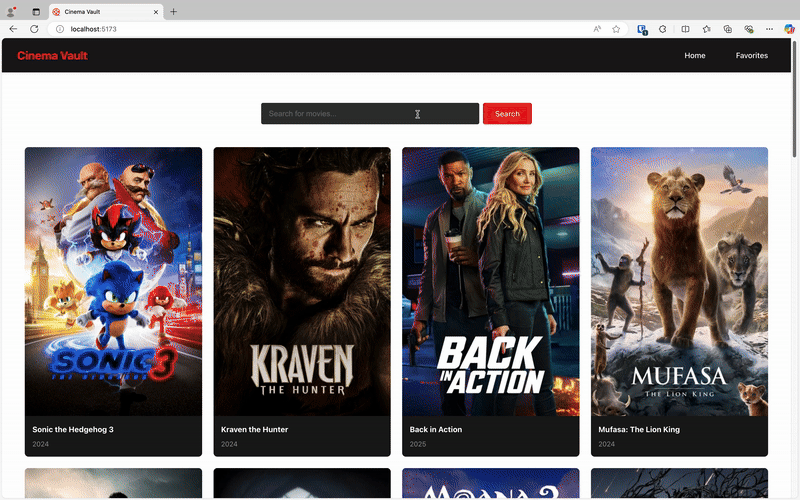 Cinema Vault
localhost:5173
Cinema Vault
Home
Favorites
Search for movies...
Search
SONIC 3
THE HEDGEHOG
KRAVEN
THE HUNTER
BACK
IN ACTION
MUFASA
THE LION KING
Sonic the Hedgehog 3
2024
Kraven the Hunter
2024
Back in Action
2025
Mufasa: The Lion King
2024
MOANA 2